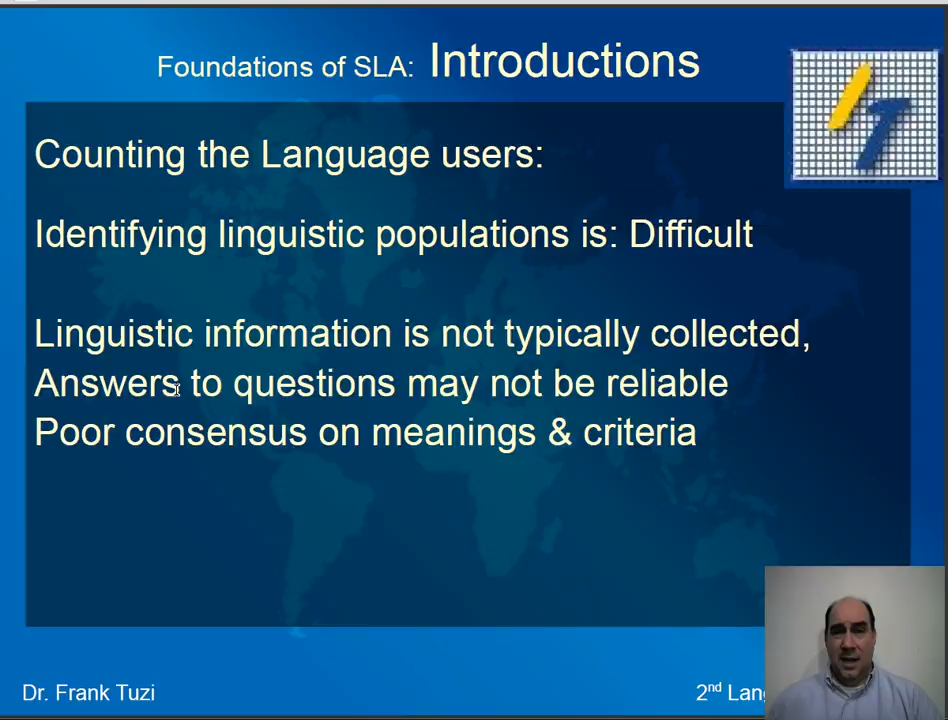 Foundations of SLA: Introductions
Counting the Language users:
Identifying linguistic populations is: Difficult
Linguistic information is not typically collected,
Answers to questions may not be reliable
Poor consensus on meanings & criteria
Dr. Frank Tuzi
2nd Lang